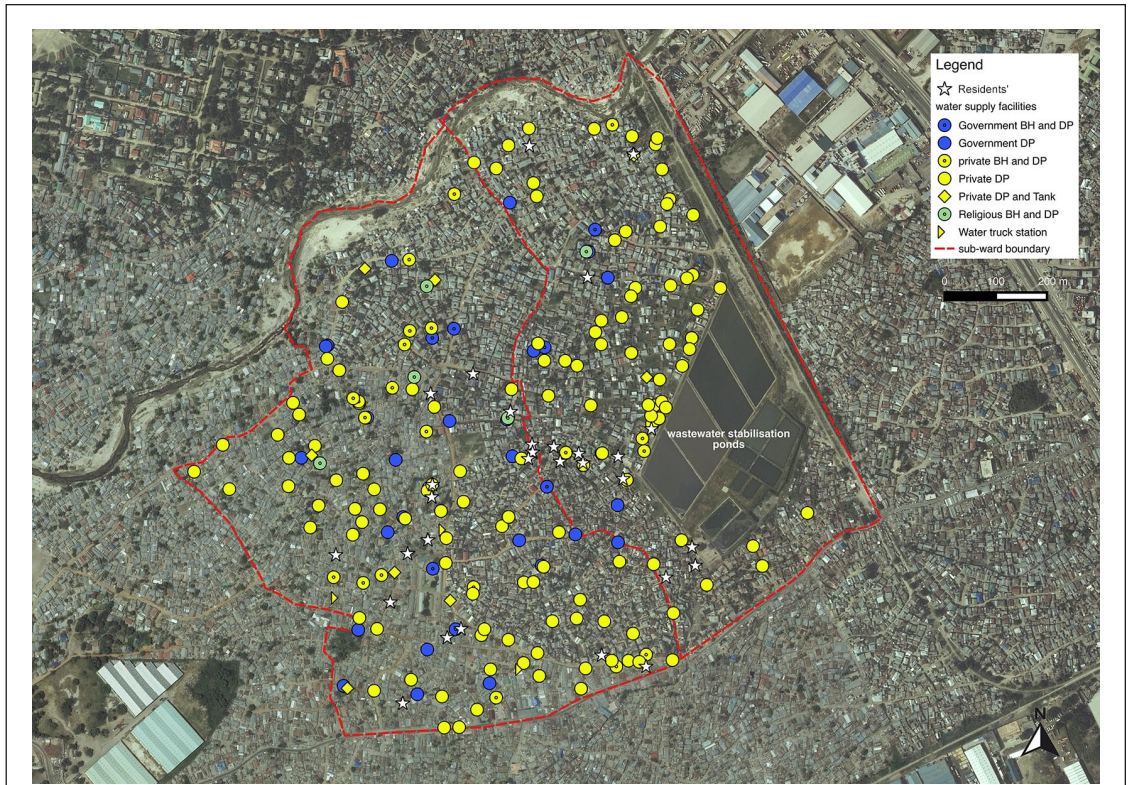 Legend
Residents'
water supply facilities
Government BH and DP
Government DP
private BH and DP
Private DP
Private DP and Tank
Religious BH and DP
Water truck station
sub-ward boundary
0 100 200 m
wastewater stabilisation
ponds
N